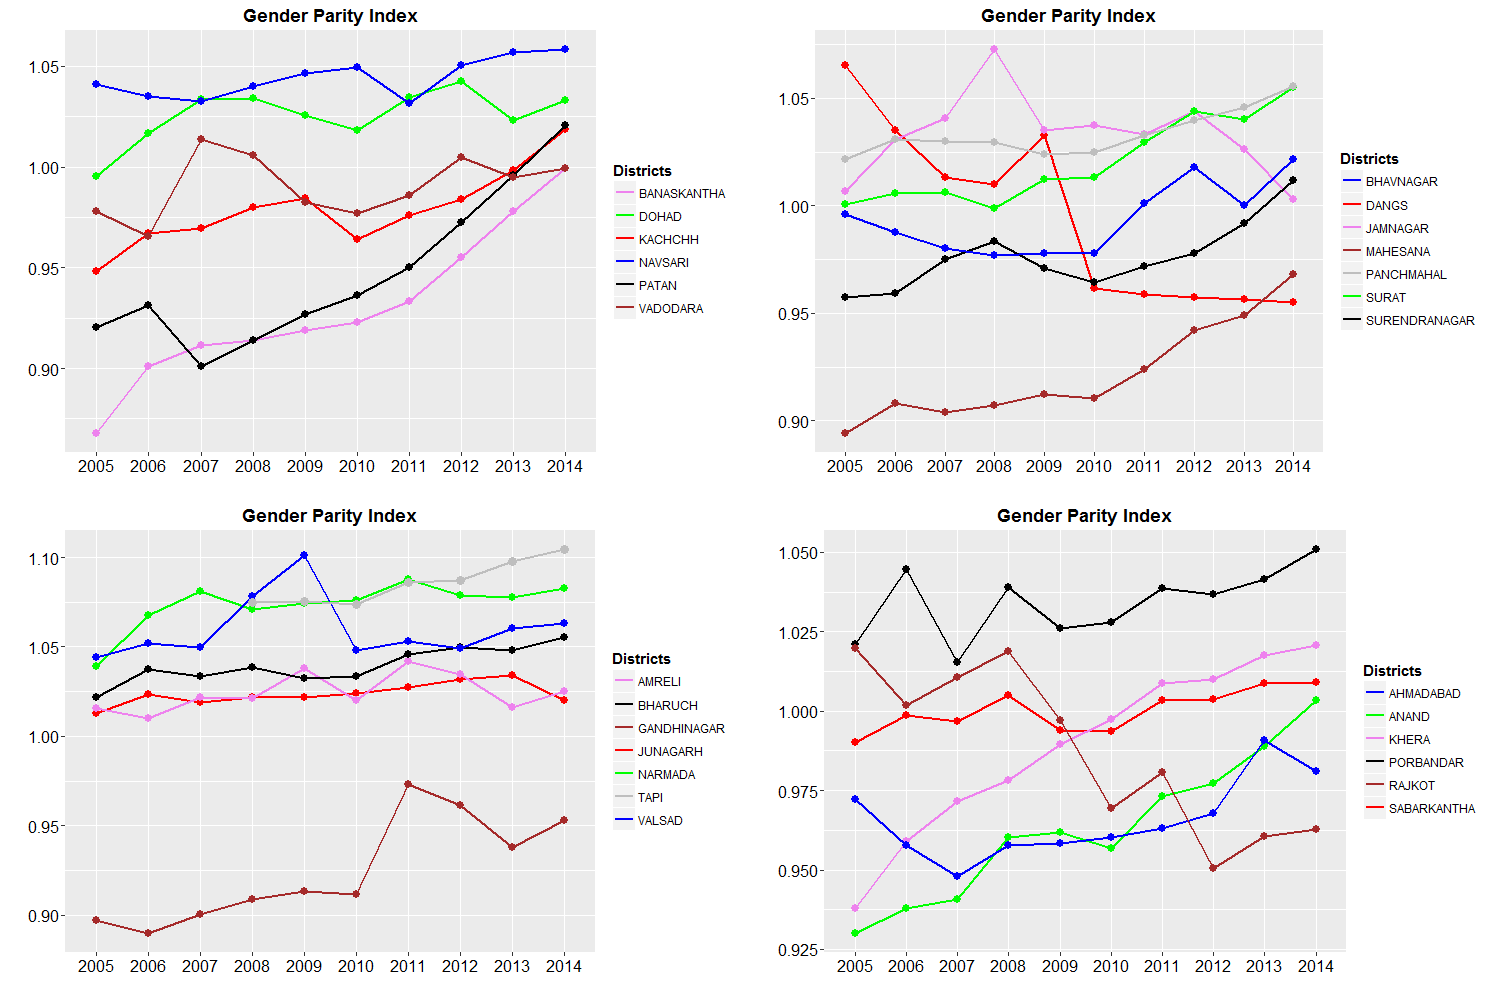 Gender Parity Index
1.05
1.00
0.95
0.90
2005 2006 2007 2008 2009 2010 2011 2012 2013 2014
Districts
BANASKANTHA
DOHAD
KACHCHH
NAVSARI
PATAN
VADODARA
Gender Parity Index
1.05
1.00
0.95
0.90
2005 2006 2007 2008 2009 2010 2011 2012 2013 2014
Districts
BHAVNAGAR
DANGS
JAMNAGAR
MAHESANA
PANCHMAHAL
SURAT
SURENDRANAGAR
Gender Parity Index
1.10
1.05
1.00
0.95
0.90
2005 2006 2007 2008 2009 2010 2011 2012 2013 2014
Districts
AMRELI
BHARUCH
GANDHINAGAR
JUNAGARH
NARMADA
TAPI
VALSAD
Gender Parity Index
1.050
1.025
1.000
0.975
0.950
0.925
2005 2006 2007 2008 2009 2010 2011 2012 2013 2014
Districts
AHMADABAD
ANAND
KHERA
PORBANDAR
RAJKOT
SABARKANTHA